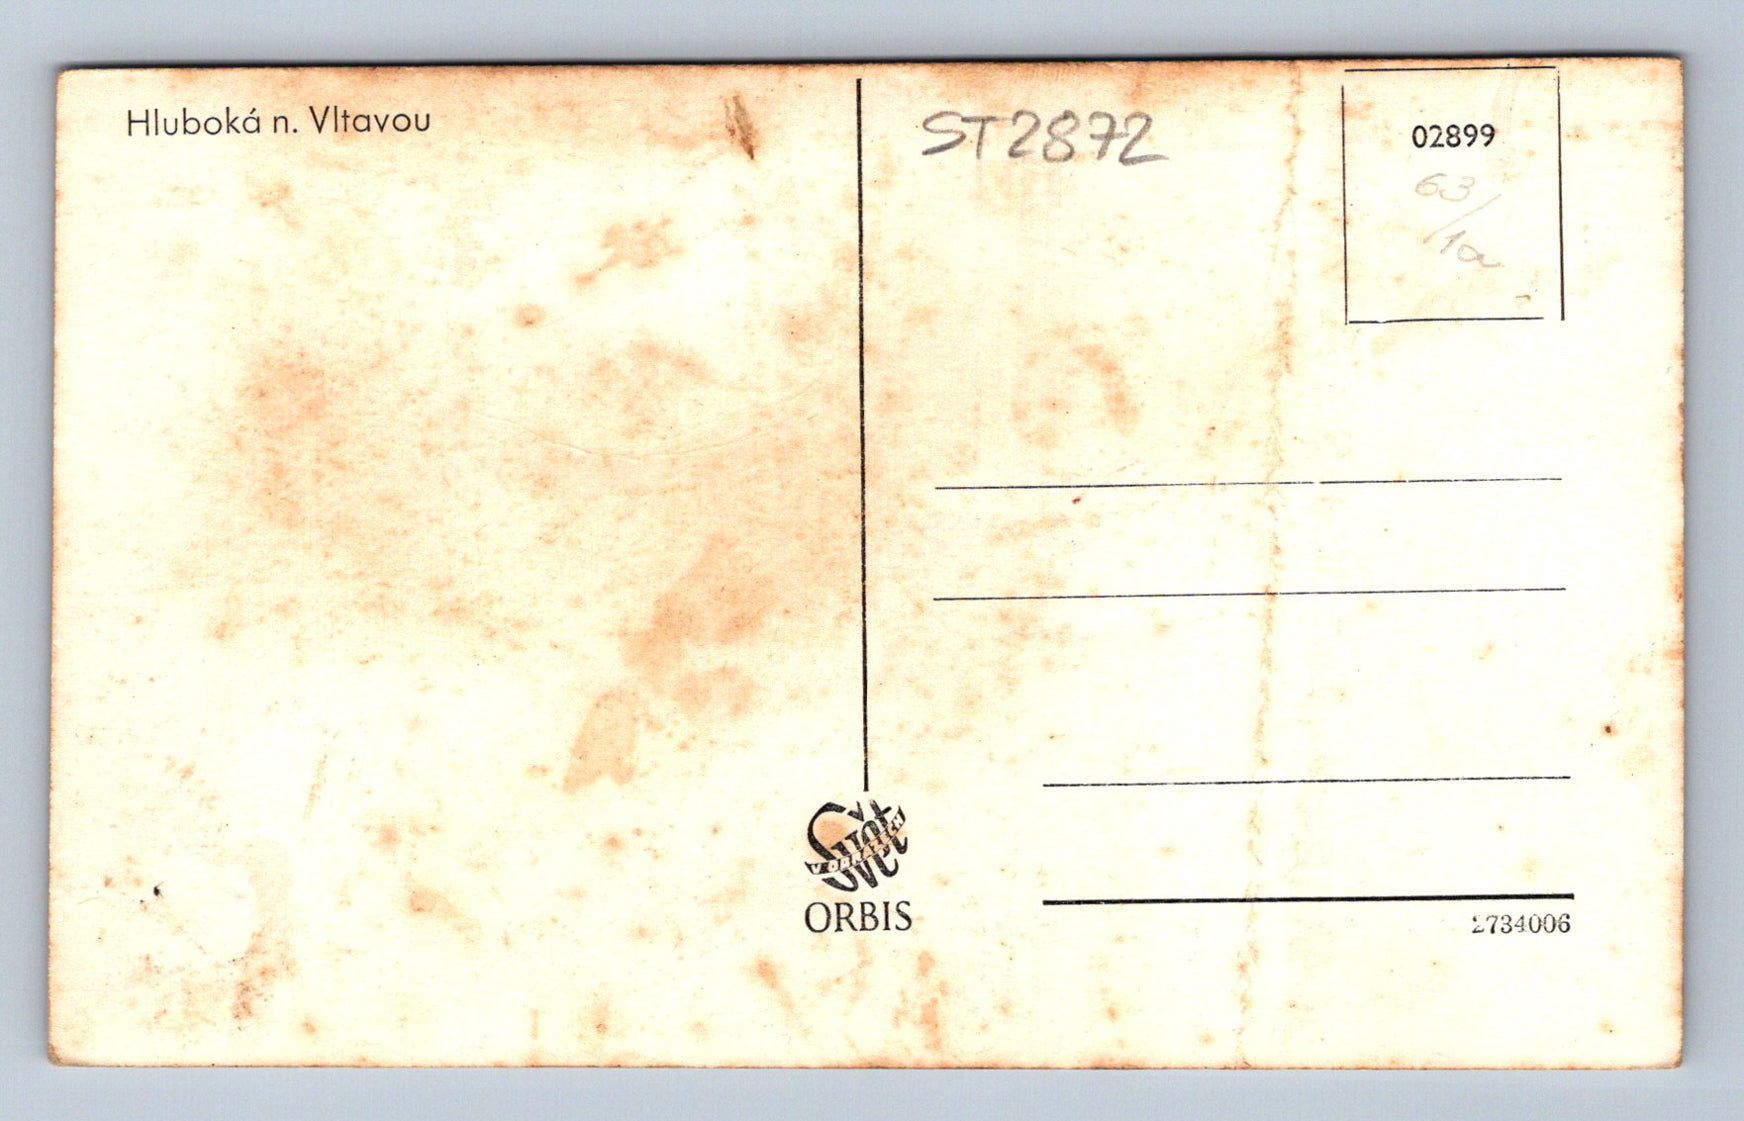 Hluboká n. Vltavou
ST2872
02899
63/1a
Svět
V OBRAZECH
ORBIS
2734006